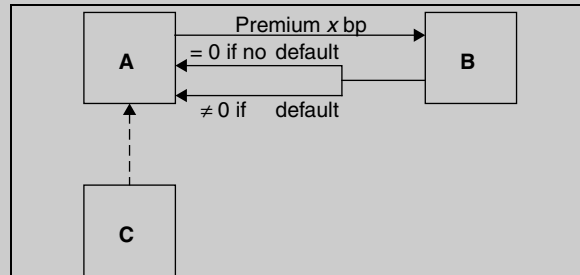 Premium x bp
= 0 if no default
A
B
≠ 0 if default
C